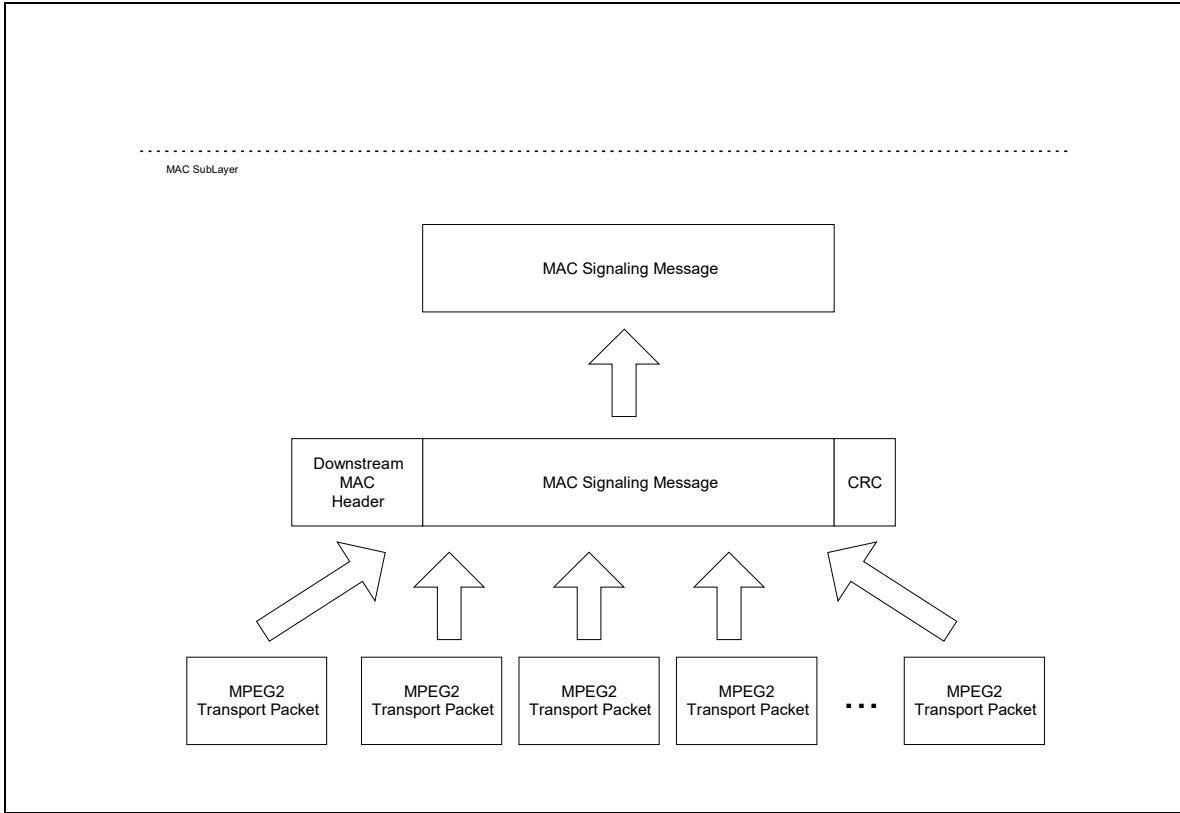 MAC SubLayer
MAC Signaling Message
Downstream
MAC
Header
MAC Signaling Message
CRC
MPEG2
Transport Packet
MPEG2
Transport Packet
MPEG2
Transport Packet
MPEG2
Transport Packet
...
MPEG2
Transport Packet